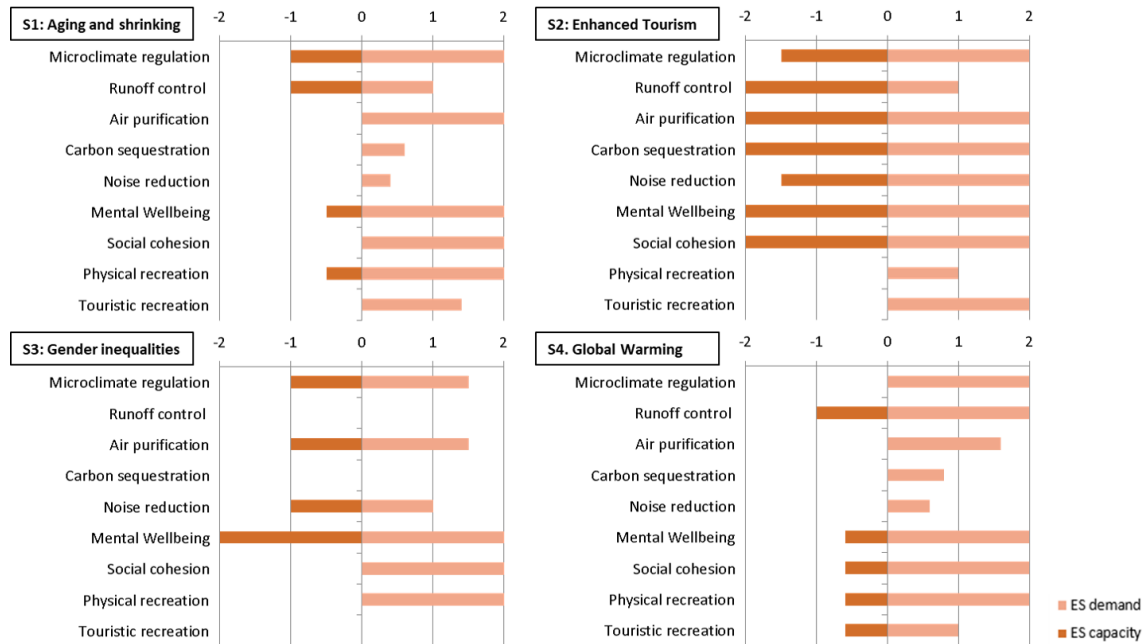 S1: Aging and shrinking
-2 -1 0 1 2
Microclimate regulation
Runoff control
Air purification
Carbon sequestration
Noise reduction
Mental Wellbeing
Social cohesion
Physical recreation
Touristic recreation
S2: Enhanced Tourism
-2 -1 0 1 2
Microclimate regulation
Runoff control
Air purification
Carbon sequestration
Noise reduction
Mental Wellbeing
Social cohesion
Physical recreation
Touristic recreation
S3: Gender inequalities
-2 -1 0 1 2
Microclimate regulation
Runoff control
Air purification
Carbon sequestration
Noise reduction
Mental Wellbeing
Social cohesion
Physical recreation
Touristic recreation
S4. Global Warming
-2 -1 0 1 2
Microclimate regulation
Runoff control
Air purification
Carbon sequestration
Noise reduction
Mental Wellbeing
Social cohesion
Physical recreation
Touristic recreation
ES demand
ES capacity